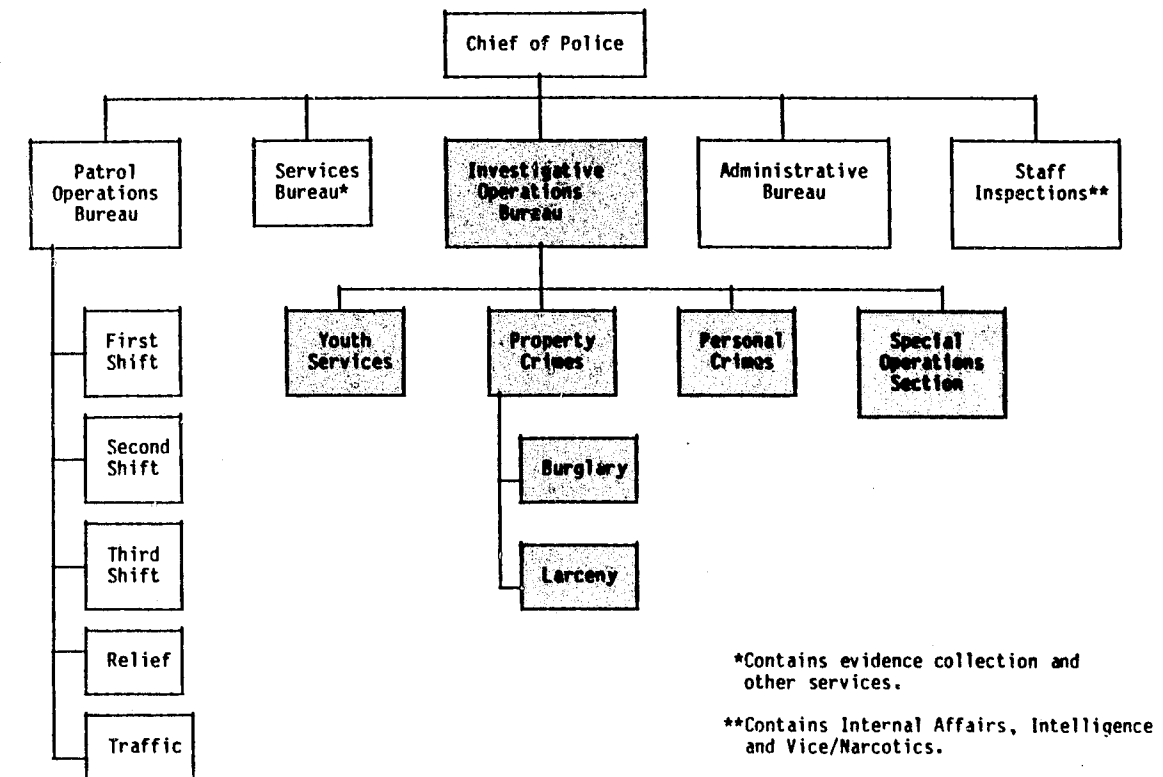 Chief of Police
Patrol
Operations
Bureau
Services
Bureau*
Investigative
Operations
Bureau
Administrative
Bureau
Staff
Inspections**
First
Shift
Second
Shift
Third
Shift
Relief
Traffic
Youth
Services
Property
Crimes
Burglary
Larceny
Personal
Crimes
Special
Operations
Section
*Contains evidence collection and
other services.
**Contains Internal Affairs, Intelligence
and Vice/Narcotics.